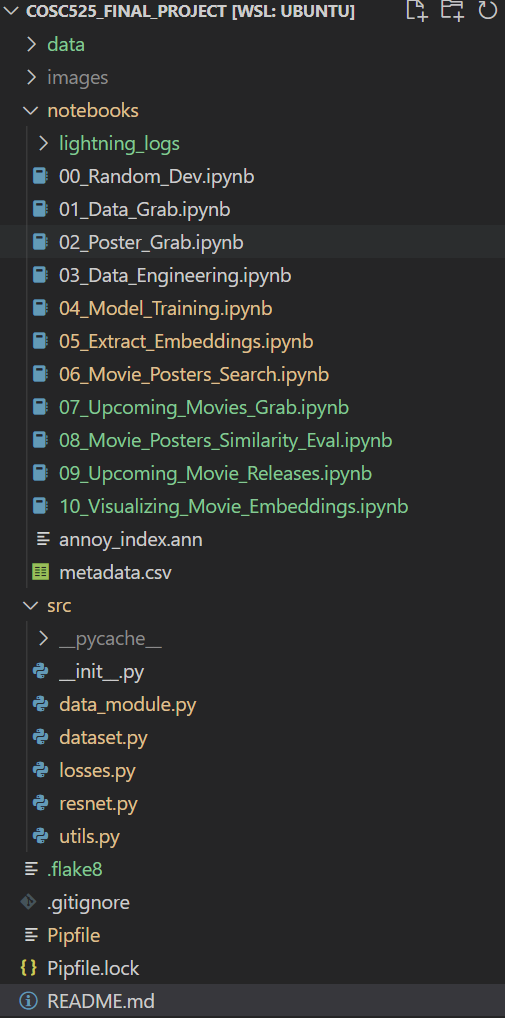 COSC525_FINAL_PROJECT [WSL: UBUNTU]
data
images
notebooks
lightning_logs
00_Random_Dev.ipynb
01_Data_Grab.ipynb
02_Poster_Grab.ipynb
03_Data_Engineering.ipynb
04_Model_Training.ipynb
05_Extract_Embeddings.ipynb
06_Movie_Posters_Search.ipynb
07_Upcoming_Movies_Grab.ipynb
08_Movie_Posters_Similarity_Eval.ipynb
09_Upcoming_Movie_Releases.ipynb
10_Visualizing_Movie_Embeddings.ipynb
annoy_index.ann
metadata.csv
src
__pycache__
__init__.py
data_module.py
dataset.py
losses.py
resnet.py
utils.py
.flake8
.gitignore
Pipfile
Pipfile.lock
README.md